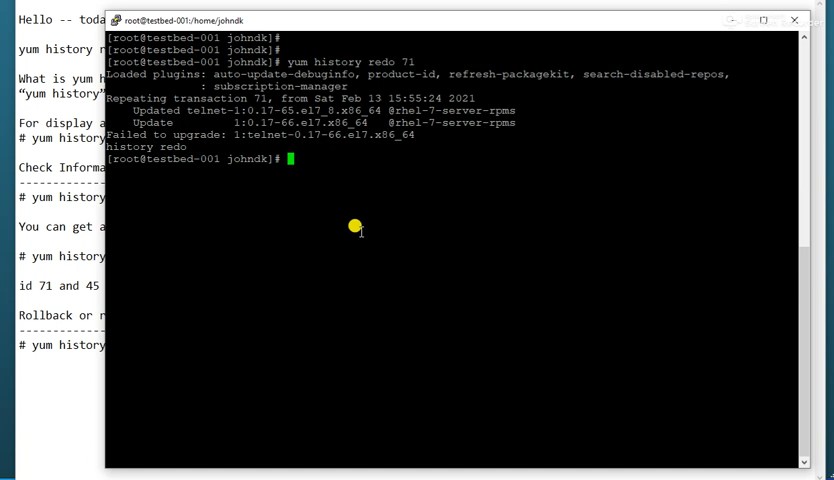 Hello -- toda
yum history r
What is yum h
“yum history”
For display a
# yum history
Check Informa
----------------
# yum history
You can get a
# yum history
id 71 and 45
Rollback or r
----------------
# yum history
root@testbed-001:/home/johndk
[root@testbed-001 johndk]#
[root@testbed-001 johndk]#
[root@testbed-001 johndk]# yum history redo 71
Loaded plugins: auto-update-debuginfo, product-id, refresh-packagekit, search-disabled-repos,
: subscription-manager
Repeating transaction 71, from Sat Feb 13 15:55:24 2021
Updated telnet-1:0.17-65.el7_8.x86_64 @rhel-7-server-rpms
Update 1:0.17-66.el7.x86_64 @rhel-7-server-rpms
Failed to upgrade: 1:telnet-0.17-66.el7.x86_64
history redo
[root@testbed-001 johndk]#